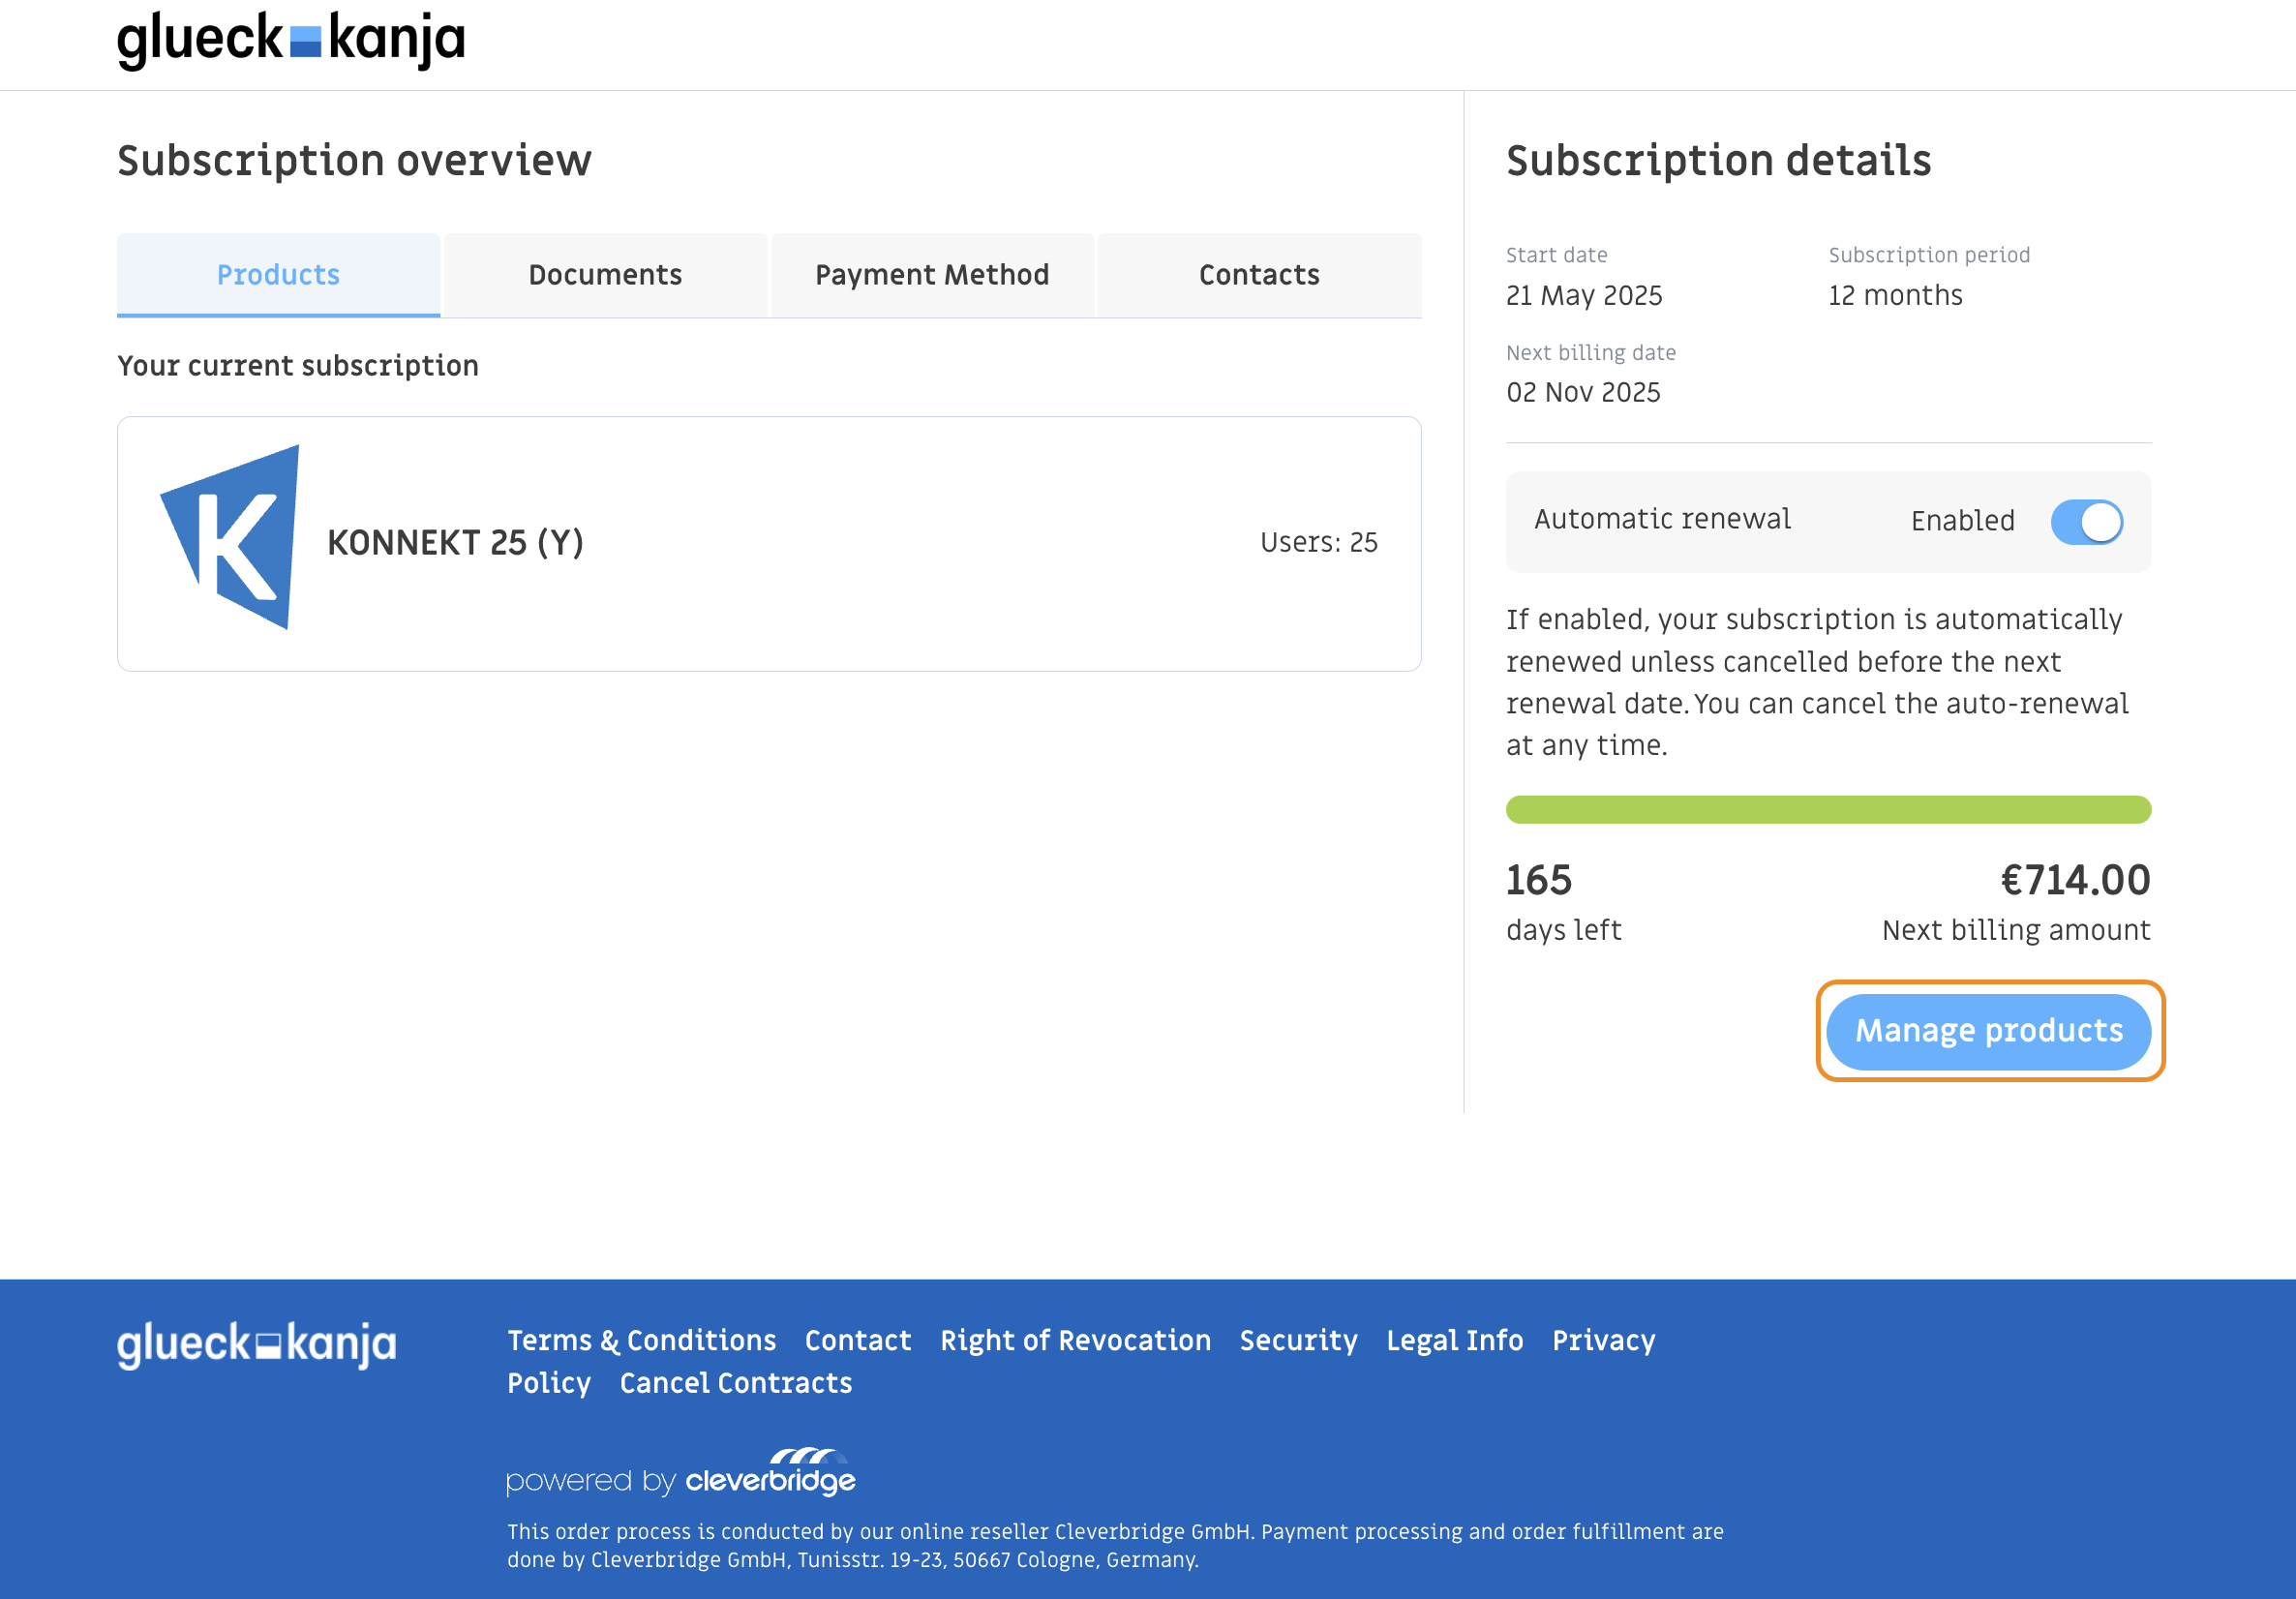 glueck kanja
Subscription overview
Products
Documents
Payment Method
Contacts
Your current subscription
K
KONNEKT 25 (Y)
Users: 25
Subscription details
Start date
Subscription period
21 May 2025
12 months
Next billing date
02 Nov 2025
Automatic renewal
Enabled
If enabled, your subscription is automatically
renewed unless cancelled before the next
renewal date.You can cancel the auto-renewal
at any time.
165
€714.00
days left
Next billing amount
Manage products
glueck kanja
Terms & Conditions Contact Right of Revocation Security Legal Info Privacy
Policy Cancel Contracts
powered by cleverbridge
This order process is conducted by our online reseller Cleverbridge GmbH. Payment processing and order fulfillment are
done by Cleverbridge GmbH, Tunisstr. 19-23, 50667 Cologne, Germany.